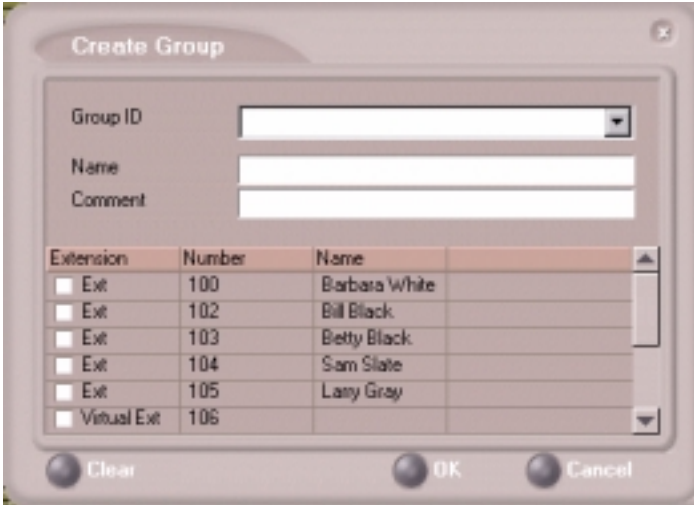 Create Group
Group ID
Name
Comment
Extension Number Name
Ext 100 Barbara White
Ext 102 Bill Black
Ext 103 Betty Black
Ext 104 Sam Slate
Ext 105 Larry Gray
Virtual Ext 106
Clear OK Cancel